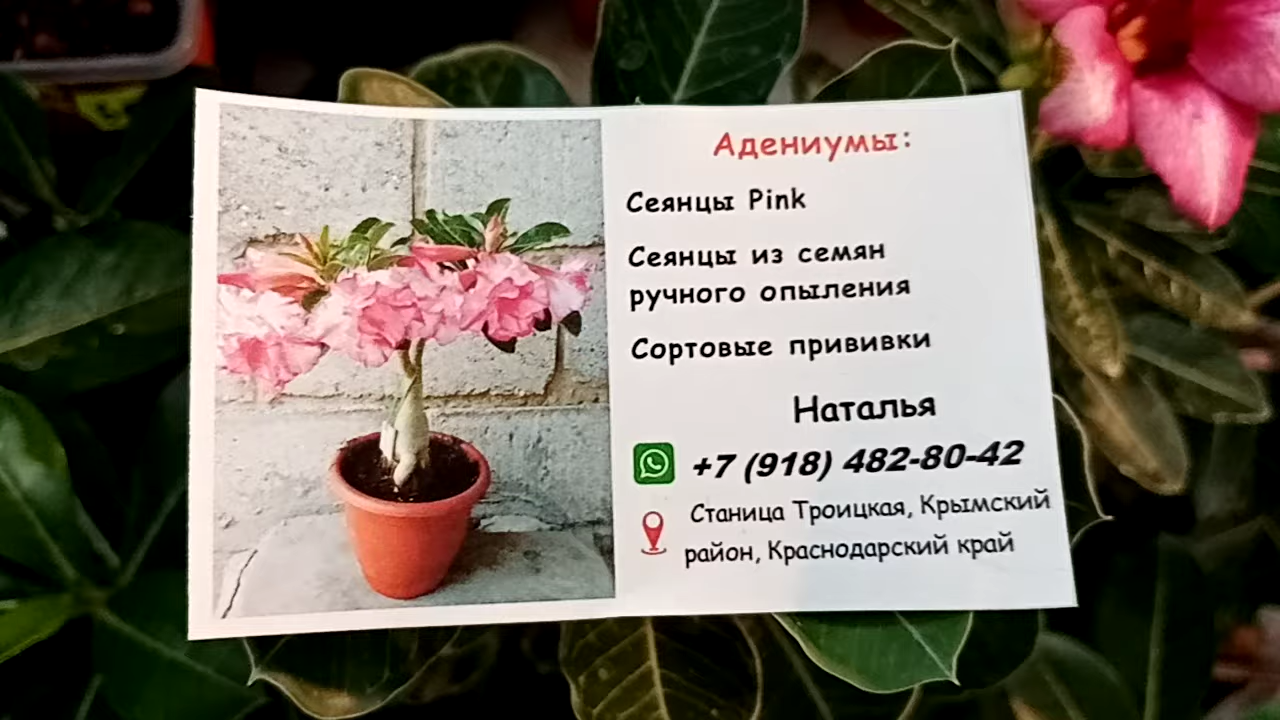 Адениумы:
Сеянцы Pink
Сеянцы из семян
ручного опыления
Сортовые прививки
Наталья
+7 (918) 482-80-42
Станица Троицкая, Крымский
район, Краснодарский край